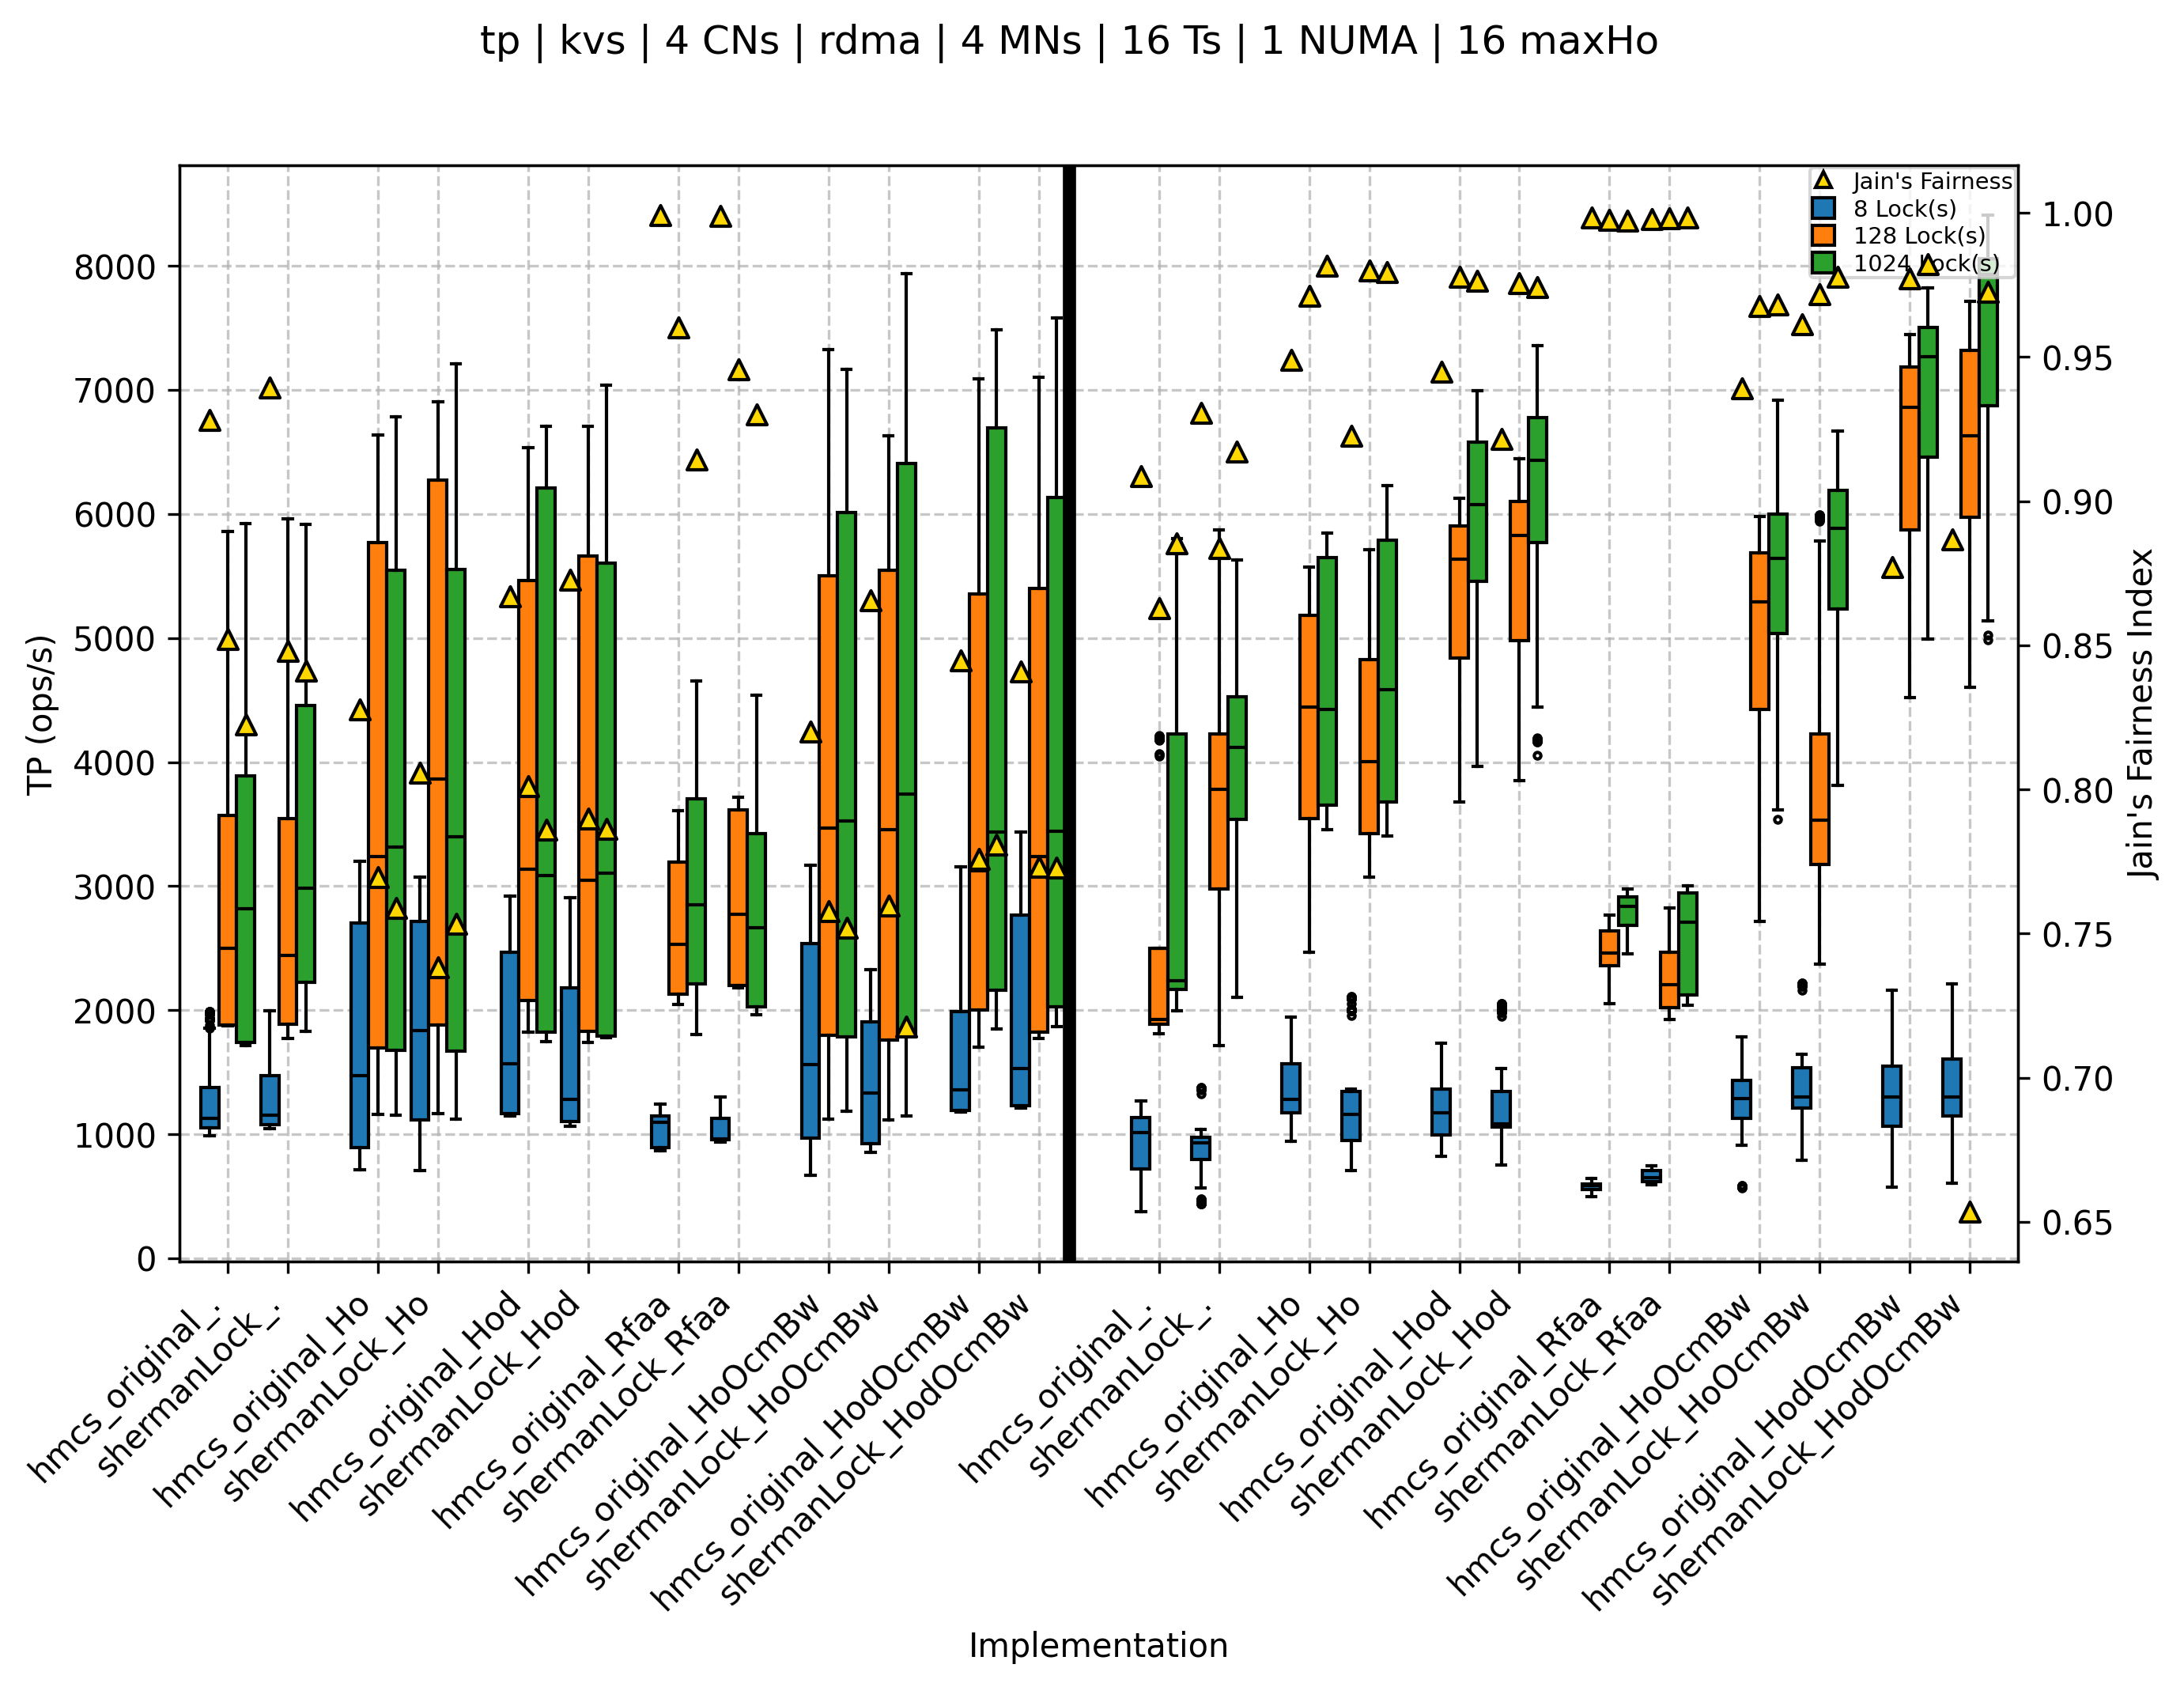 tp | kvs | 4 CNs | rdma | 4 MNs | 16 Ts | 1 NUMA | 16 maxHo
Jain's Fairness
8 Lock(s)
128 Lock(s)
1024 Lock(s)
TP (ops/s)
8000
7000
6000
5000
4000
3000
2000
1000
0
1.00
0.95
0.90
0.85
0.80
0.75
0.70
0.65
Jain's Fairness Index
hmcs_original_.
shermanLock_.
hmcs_original_Ho
shermanLock_Ho
hmcs_original_Hod
shermanLock_Hod
hmcs_original_Rfaa
shermanLock_Rfaa
hmcs_original_HoOcmBw
shermanLock_HoOcmBw
hmcs_original_HodOcmBw
shermanLock_HodOcmBw
hmcs_original_.
shermanLock_.
hmcs_original_Ho
shermanLock_Ho
hmcs_original_Hod
shermanLock_Hod
hmcs_original_Rfaa
shermanLock_Rfaa
hmcs_original_HoOcmBw
shermanLock_HoOcmBw
hmcs_original_HodOcmBw
shermanLock_HodOcmBw
Implementation